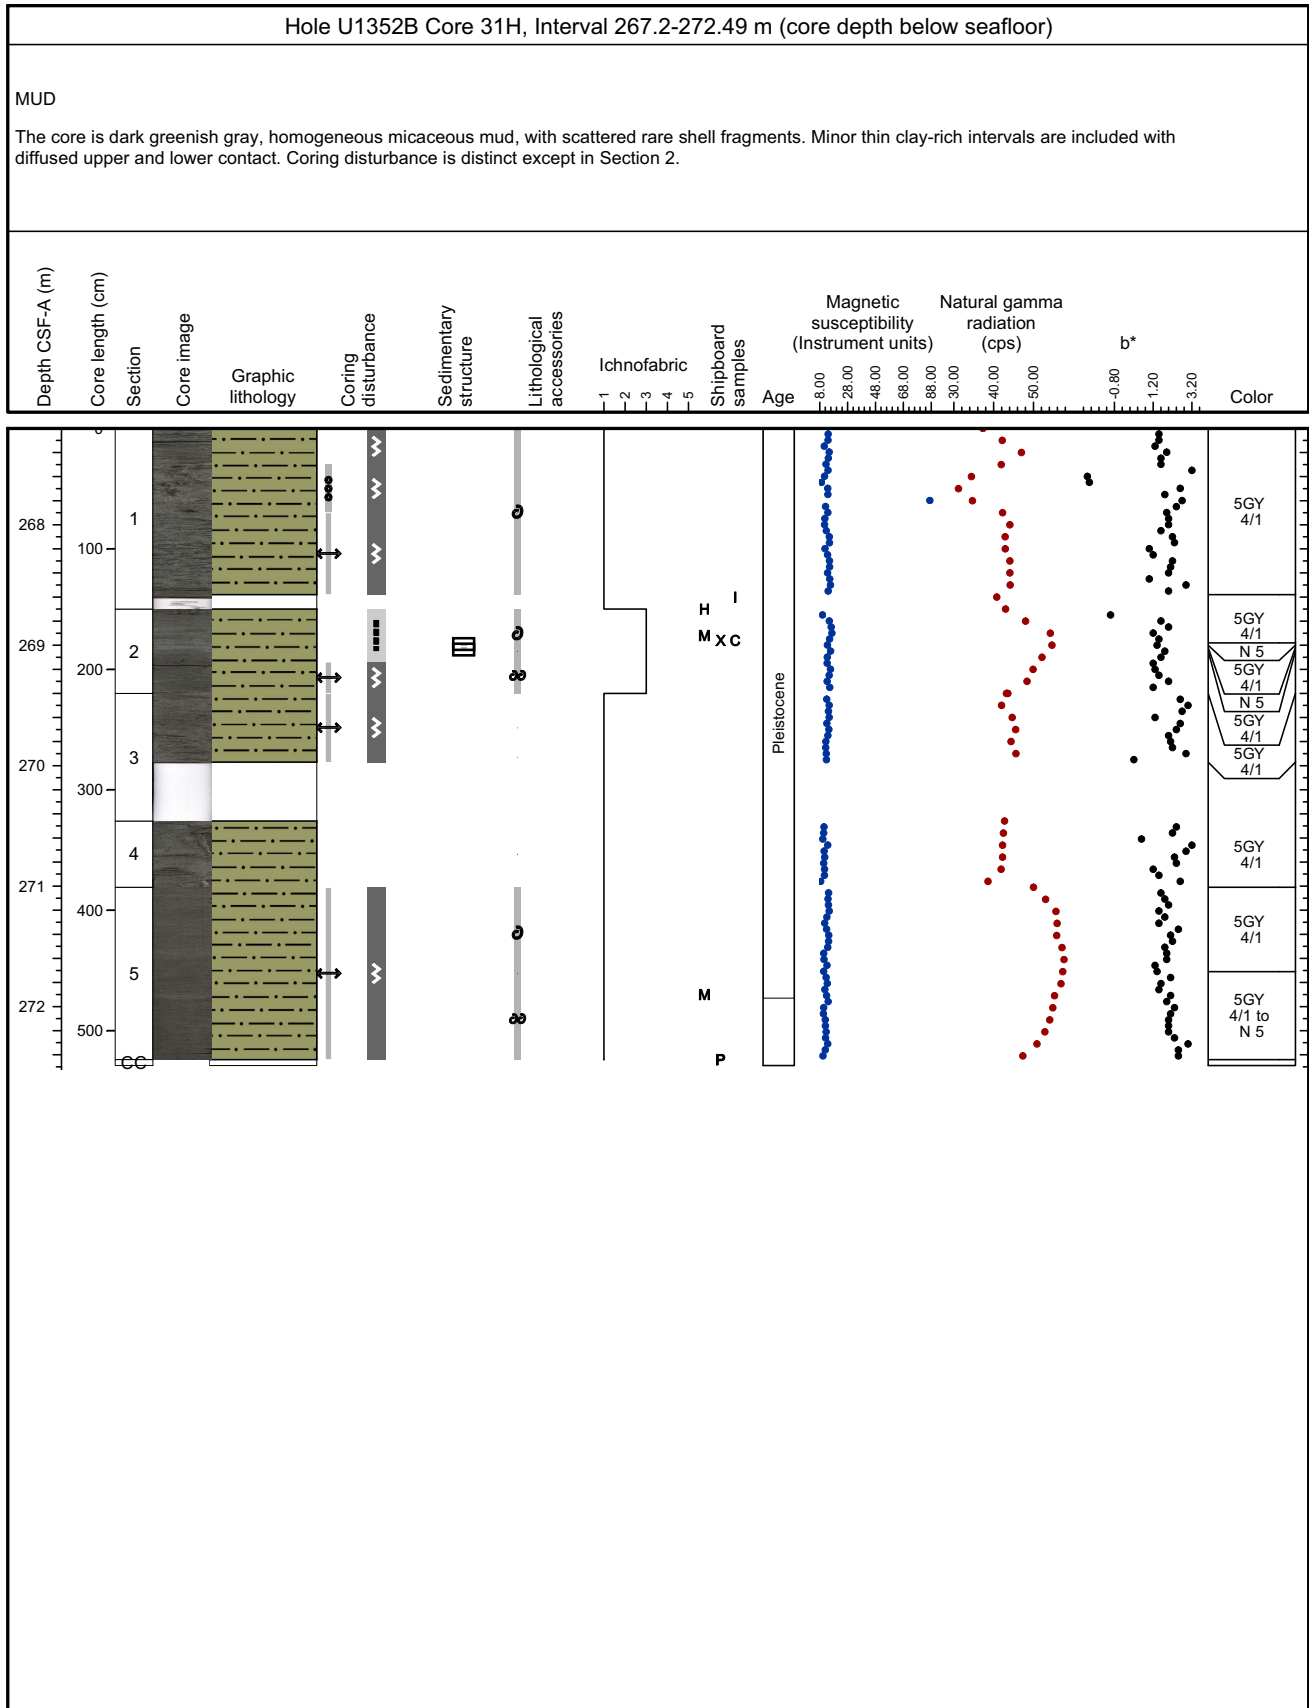 Hole U1352B Core 31H, Interval 267.2-272.49 m (core depth below seafloor)
MUD
The core is dark greenish gray, homogeneous micaceous mud, with scattered rare shell fragments. Minor thin clay-rich intervals are included with
diffused upper and lower contact. Coring disturbance is distinct except in Section 2.
Depth CSF-A (m)
Core length (cm)
Section
Core image
Graphic
lithology
Coring
disturbance
Sedimentary
structure
Lithological
accessories
Ichnofabric
1 2 3 4 5
Shipboard
samples
Age
Magnetic
susceptibility
(Instrument units)
8.00 28.00 48.00 68.00 88.00
Natural gamma
radiation
(cps)
30.00 40.00 50.00
b*
-0.80 1.20 3.20
Color
0
268
100
269
200
270
300
271
400
272
500
1
2
3
4
5
CC
I
H
M X C
M
P
Pleistocene
5GY
4/1
5GY
4/1
N 5
5GY
4/1
N 5
5GY
4/1
5GY
4/1
5GY
4/1
5GY
4/1
5GY
4/1 to
N 5